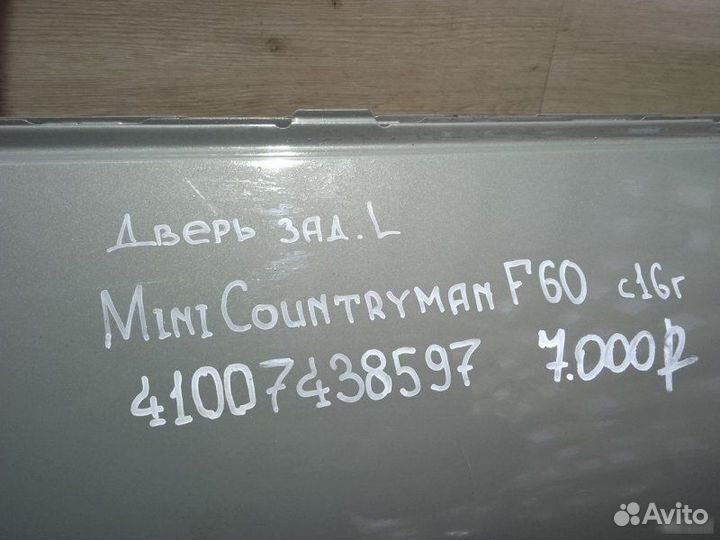 Дверь зад. L
Mini Countryman F60 с16г
41007438597 7.000₽
Avito